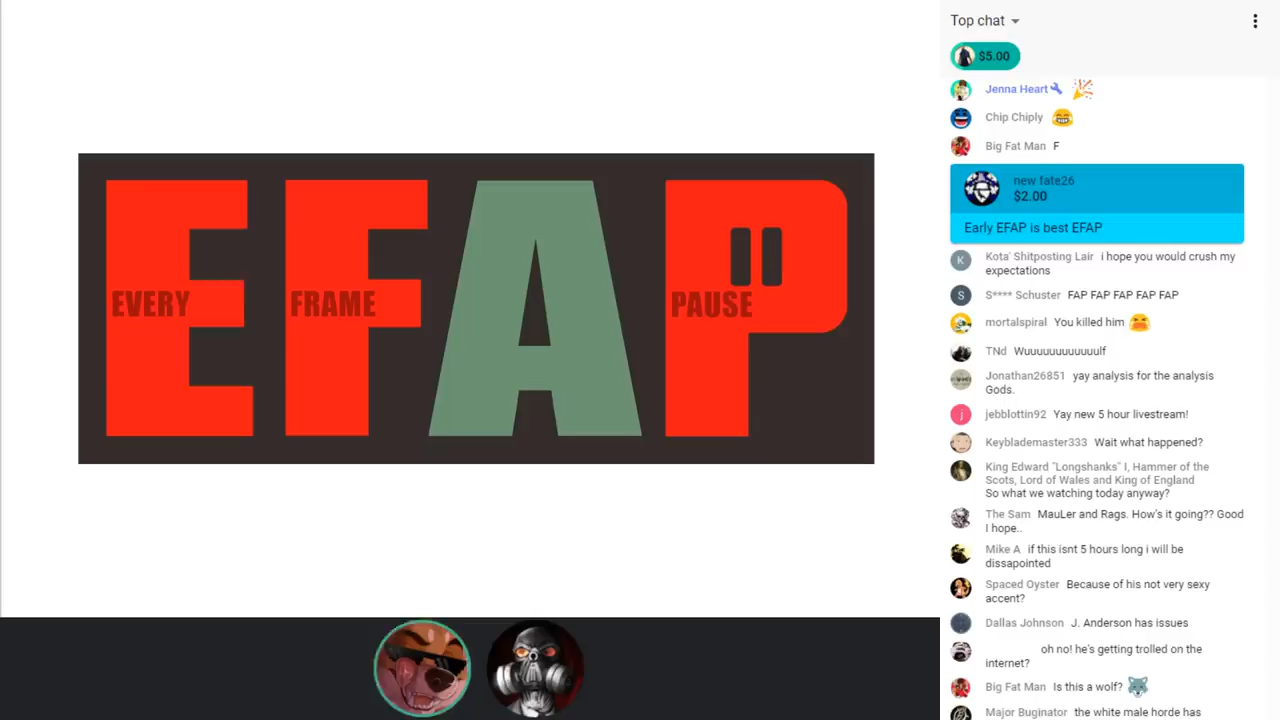 EFAP
EVERY
FRAME
PAUSE
Top chat
$5.00
Jenna Heart
Chip Chiply
Big Fat Man F
new fate26
$2.00
Early EFAP is best EFAP
Kota' Shitposting Lair i hope you would crush my
expectations
S**** Schuster FAP FAP FAP FAP FAP
mortalspiral You killed him
TNd Wuuuuuuuuuuulf
Jonathan26851 yay analysis for the analysis
Gods.
jebblottin92 Yay new 5 hour livestream!
Keyblademaster333 Wait what happened?
King Edward "Longshanks" I, Hammer of the
Scots, Lord of Wales and King of England
So what we watching today anyway?
The Sam MauLer and Rags. How's it going?? Good
I hope..
Mike A if this isnt 5 hours long i will be
dissapointed
Spaced Oyster Because of his not very sexy
accent?
Dallas Johnson J. Anderson has issues
oh no! he's getting trolled on the
internet?
Big Fat Man Is this a wolf?
Major Buginator the white male horde has